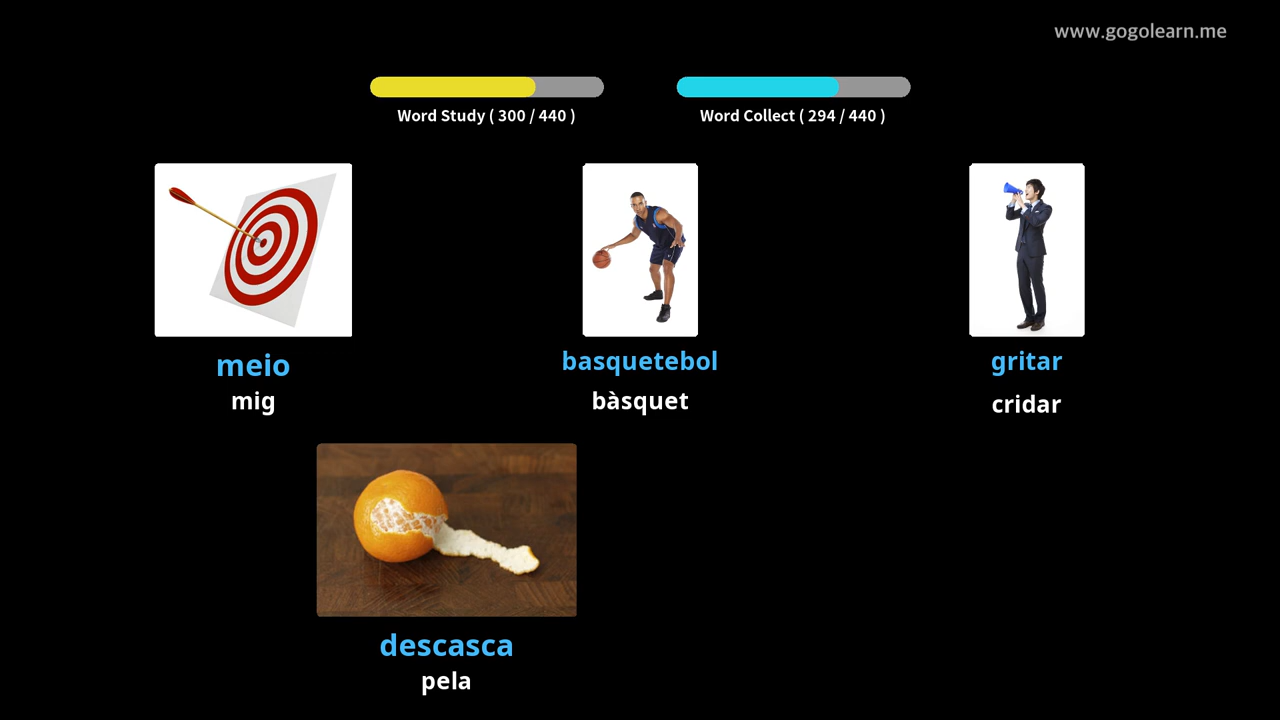 www.gogolearn.me
Word Study ( 300 / 440 )
Word Collect ( 294 / 440 )
meio
mig
basquetebol
bàsquet
gritar
cridar
descasca
pela